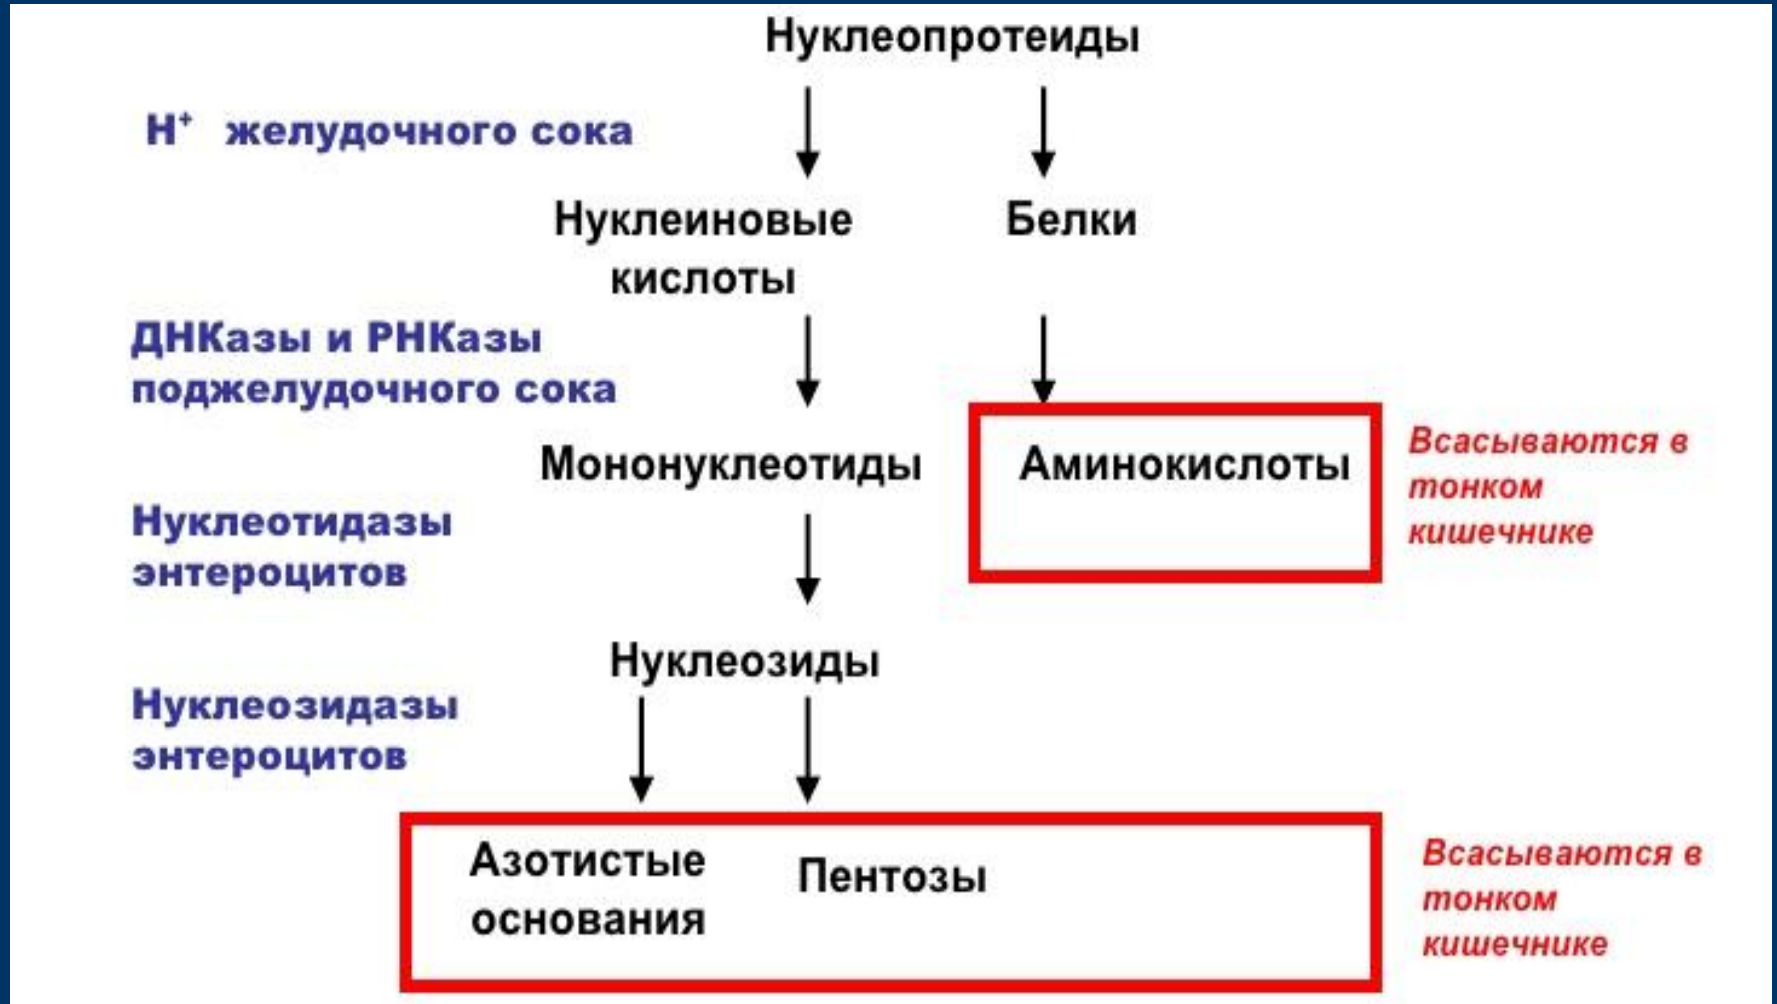 Нуклеопротеиды
H⁺ желудочного сока
Нуклеиновые
кислоты
Белки
ДНКазы и РНКазы
поджелудочного сока
Мононуклеотиды
Аминокислоты
Всасываются в
тонком
кишечнике
Нуклеотидазы
энтероцитов
Нуклеозиды
Нуклеозидазы
энтероцитов
Азотистые
основания
Пентозы
Всасываются в
тонком
кишечнике